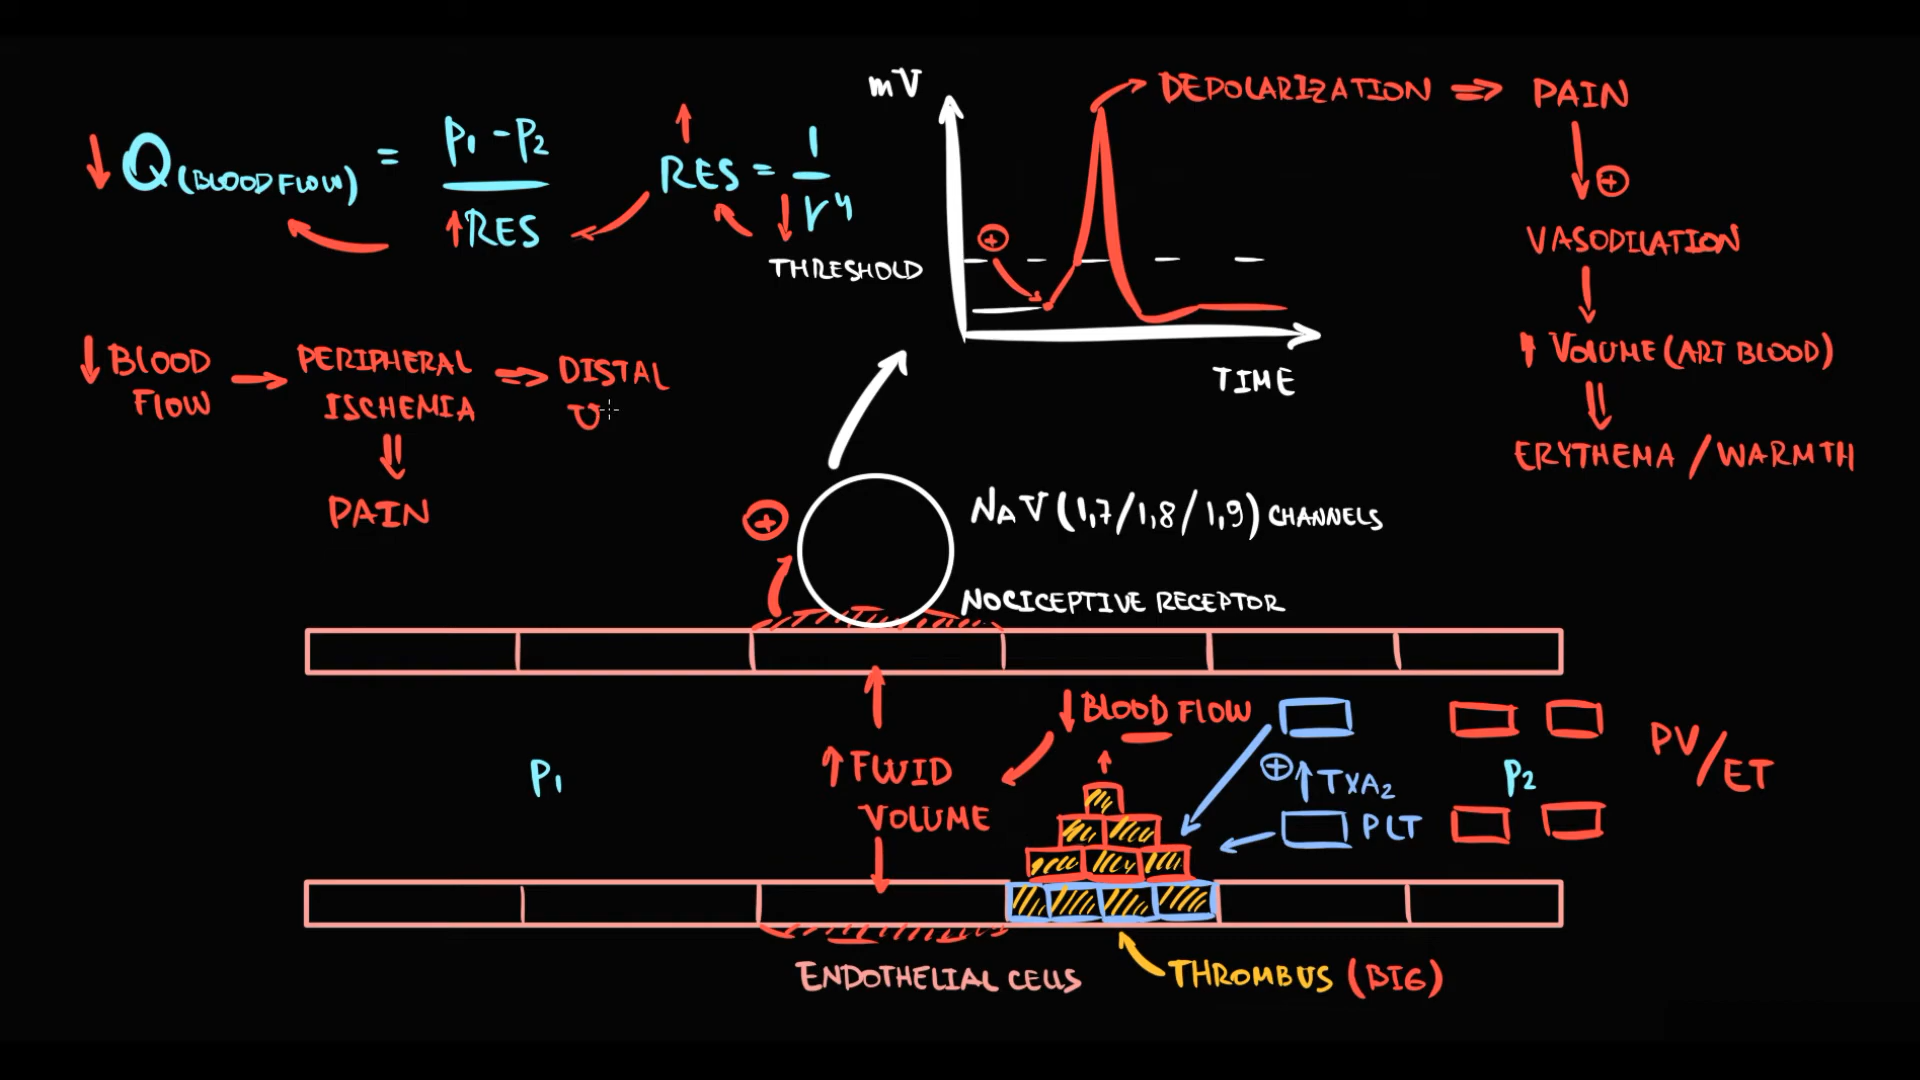 ↓ Q (BLOOD FLOW) = P1 - P2 / ↑RES
↑ RES = 1 / ↓ r4
mV
THRESHOLD
TIME
DEPOLARIZATION ⇒ PAIN
⊕
VASODILATION
↑ VOLUME (ART BLOOD)
ERYTHEMA / WARMTH
↓ BLOOD
FLOW
PERIPHERAL
ISCHEMIA
DISTAL
U
PAIN
⊕
⊕
NaV (1,7/1,8/1,9) CHANNELS
NOCICEPTIVE RECEPTOR
↓ BLOOD FLOW
↑ FLUID
VOLUME
P1
⊕ ↑ TXA2
PLT
P2
PV/ET
ENDOTHELIAL CELLS
THROMBUS (BIG)